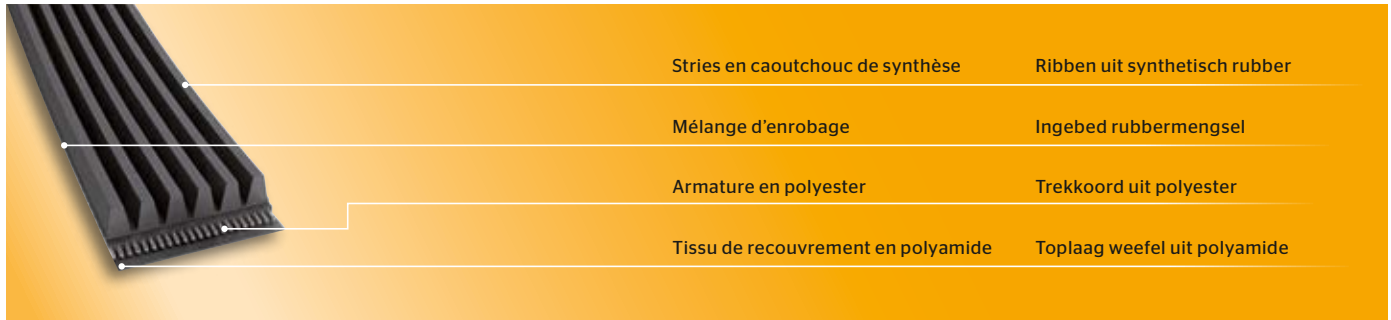 Stries en caoutchouc de synthèse Ribben uit synthetisch rubber
Mélange d'enrobage Ingebed rubbermengsel
Armature en polyester Trekkoord uit polyester
Tissu de recouvrement en polyamide Toplaag weefel uit polyamide